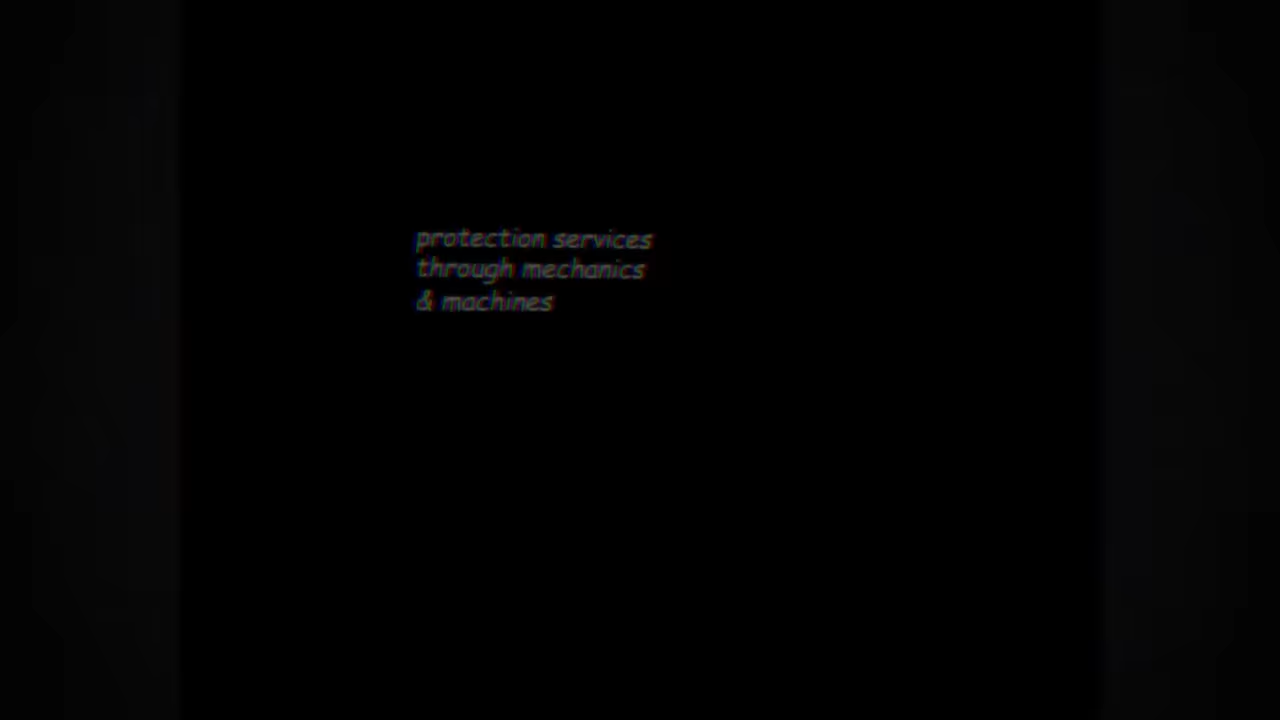 protection services
through mechanics
& machines